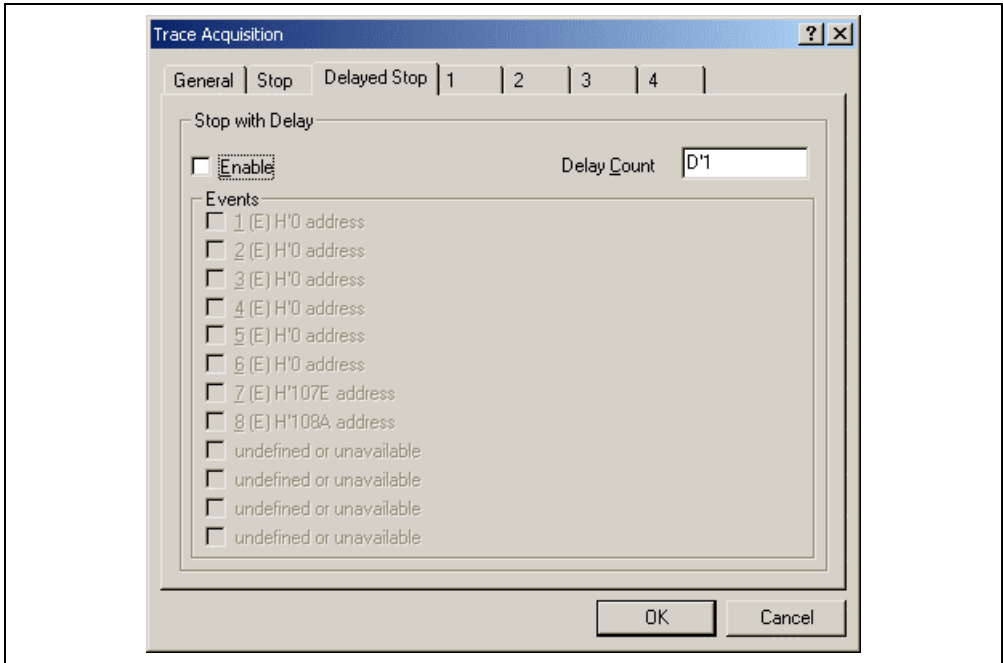 Trace Acquisition
General Stop Delayed Stop 1 2 3 4
Stop with Delay
Enable Delay Count D'1
Events
1 (E) H'0 address
2 (E) H'0 address
3 (E) H'0 address
4 (E) H'0 address
5 (E) H'0 address
6 (E) H'0 address
7 (E) H'107E address
8 (E) H'108A address
undefined or unavailable
undefined or unavailable
undefined or unavailable
undefined or unavailable
OK Cancel